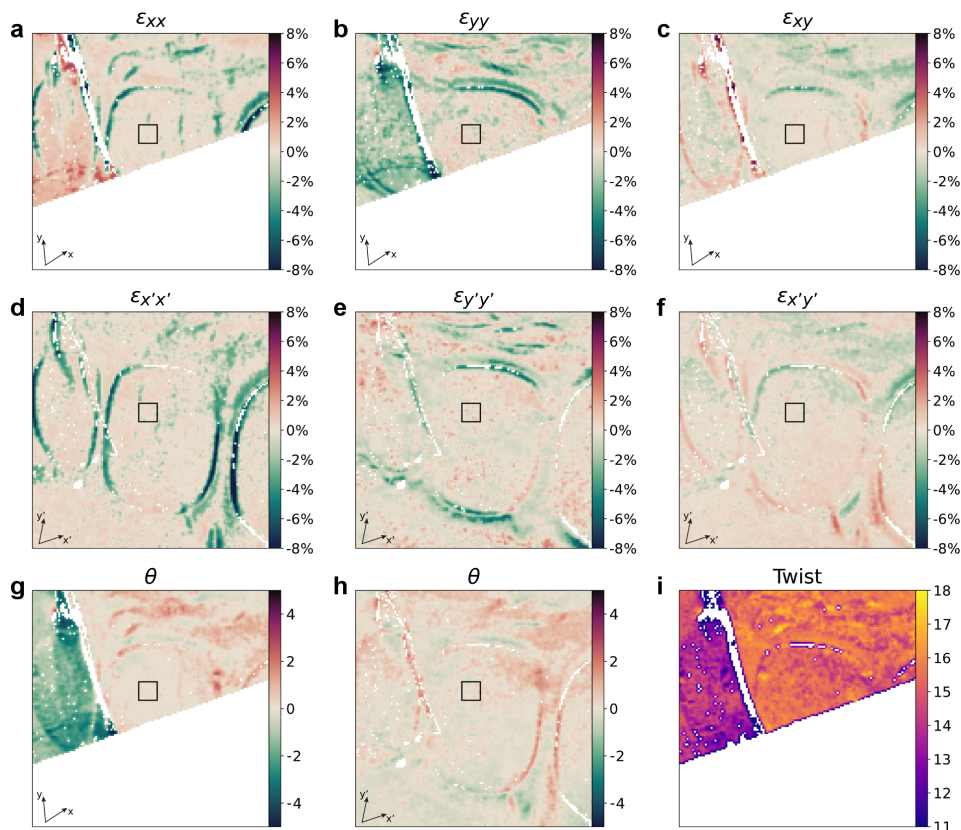 a εxx b εyy c εxy
8% 8% 8%
6% 6% 6%
4% 4% 4%
2% 2% 2%
0% 0% 0%
-2% -2% -2%
-4% -4% -4%
-6% -6% -6%
-8% -8% -8%
y x y x y x
d εx'x' e εy'y' f εx'y'
8% 8% 8%
6% 6% 6%
4% 4% 4%
2% 2% 2%
0% 0% 0%
-2% -2% -2%
-4% -4% -4%
-6% -6% -6%
-8% -8% -8%
y' x' y' x' y' x'
g θ h θ i Twist
4 4 18
2 2 17
0 0 16
-2 -2 15
-4 -4 14
13
12
11
y x y' x'